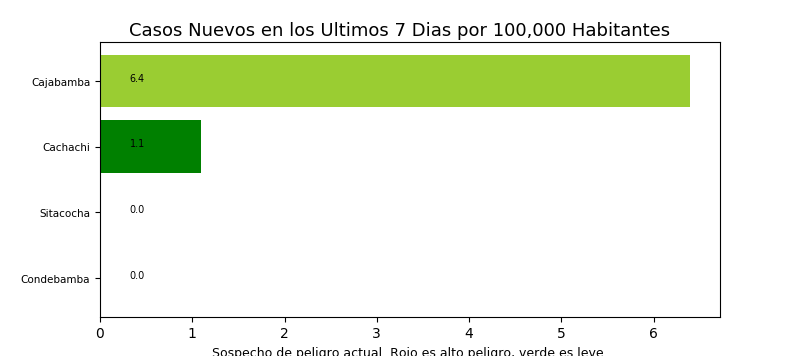 Casos Nuevos en los Ultimos 7 Dias por 100,000 Habitantes
Cajabamba 6.4
Cachachi 1.1
Sitacocha 0.0
Condebamba 0.0
0 1 2 3 4 5 6
Sospecho de peligro actual. Rojo es alto peligro, verde es leve